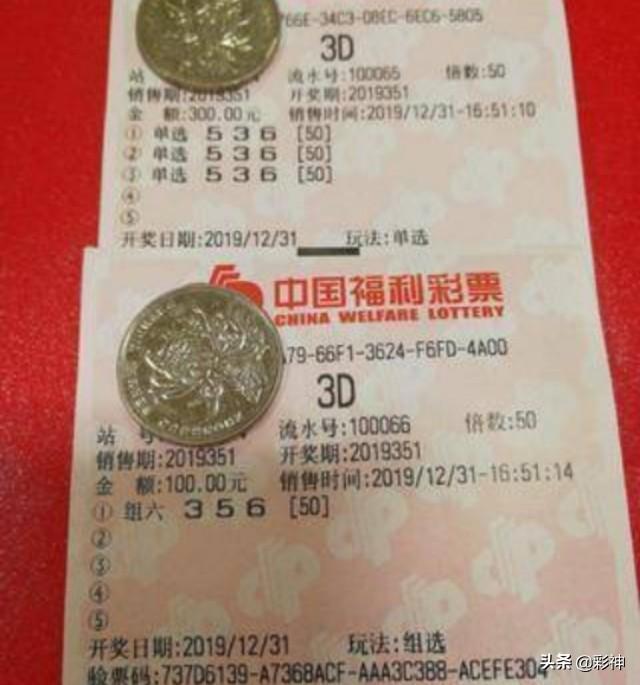 766E-34C3-08EC-6EC6-5805
3D
站 流水号:100065 倍数:50
销售期:2019351 开奖期:2019351
金 额:300.00元 销售时间:2019/12/31-16:51:10
① 单选 5 3 6 [50]
② 单选 5 3 6 [50]
③ 单选 5 3 6 [50]
④
⑤
开奖日期:2019/12/31 玩法:单选
中国福利彩票
CHINA WELFARE LOTTERY
A79-66F1-3624-F6FD-4A00
3D
站 号 流水号:100066 倍数:50
销售期:2019351 开奖期:2019351
金 额:100.00元 销售时间:2019/12/31-16:51:14
① 组六 3 5 6 [50]
②
③
④
⑤
开奖日期:2019/12/31 玩法:组选
验票码:737D6139-A7368ACF-AAA3C388-ACEFE304
头条 @彩神